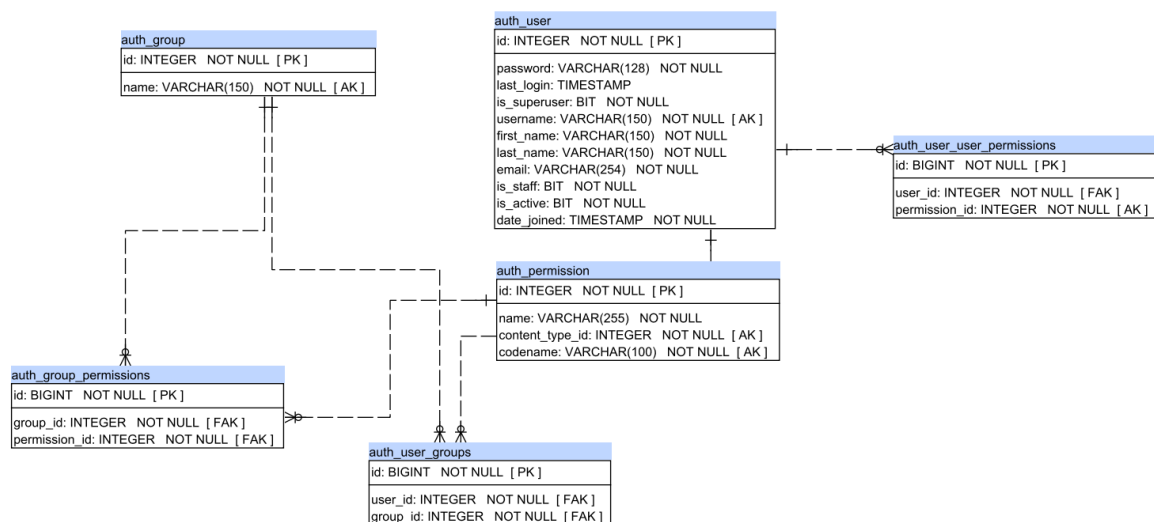 auth_group
id: INTEGER NOT NULL [ PK ]
name: VARCHAR(150) NOT NULL [ AK ]
auth_user
id: INTEGER NOT NULL [ PK ]
password: VARCHAR(128) NOT NULL
last_login: TIMESTAMP
is_superuser: BIT NOT NULL
username: VARCHAR(150) NOT NULL [ AK ]
first_name: VARCHAR(150) NOT NULL
last_name: VARCHAR(150) NOT NULL
email: VARCHAR(254) NOT NULL
is_staff: BIT NOT NULL
is_active: BIT NOT NULL
date_joined: TIMESTAMP NOT NULL
auth_user_user_permissions
id: BIGINT NOT NULL [ PK ]
user_id: INTEGER NOT NULL [ FAK ]
permission_id: INTEGER NOT NULL [ AK ]
auth_permission
id: INTEGER NOT NULL [ PK ]
name: VARCHAR(255) NOT NULL
content_type_id: INTEGER NOT NULL [ AK ]
codename: VARCHAR(100) NOT NULL [ AK ]
auth_group_permissions
id: BIGINT NOT NULL [ PK ]
group_id: INTEGER NOT NULL [ FAK ]
permission_id: INTEGER NOT NULL [ FAK ]
auth_user_groups
id: BIGINT NOT NULL [ PK ]
user_id: INTEGER NOT NULL [ FAK ]
group_id: INTEGER NOT NULL [ FAK ]